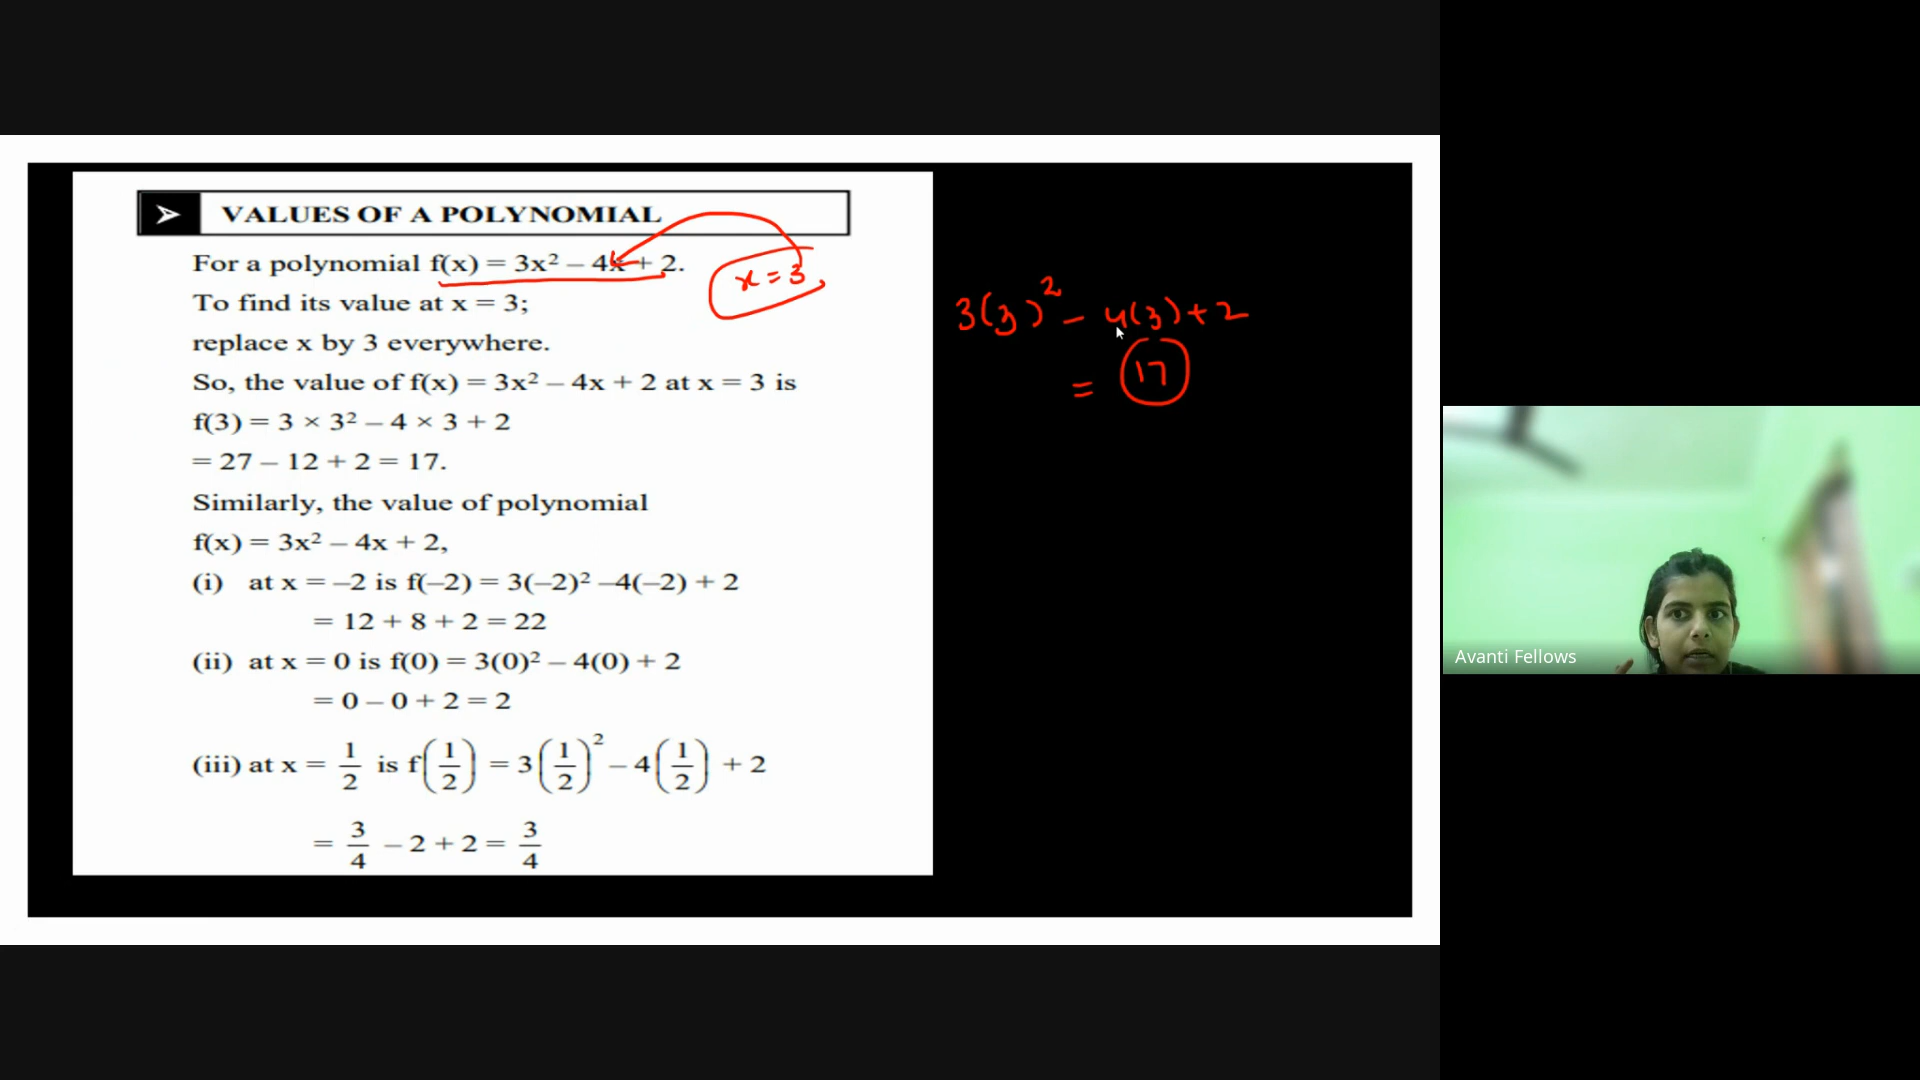 ➤ VALUES OF A POLYNOMIAL
For a polynomial f(x) = 3x² – 4x + 2.
x = 3
To find its value at x = 3;
replace x by 3 everywhere.
So, the value of f(x) = 3x² – 4x + 2 at x = 3 is
f(3) = 3 × 3² – 4 × 3 + 2
= 27 – 12 + 2 = 17.
Similarly, the value of polynomial
f(x) = 3x² – 4x + 2,
(i) at x = –2 is f(–2) = 3(–2)² –4(–2) + 2
= 12 + 8 + 2 = 22
(ii) at x = 0 is f(0) = 3(0)² – 4(0) + 2
= 0 – 0 + 2 = 2
(iii) at x = 1/2 is f(1/2) = 3(1/2)² – 4(1/2) + 2
= 3/4 – 2 + 2 = 3/4
3(3)² – 4(3) + 2
= 17
Avanti Fellows